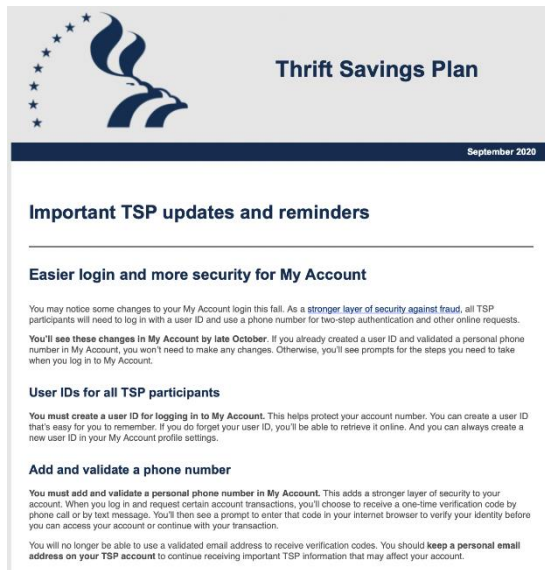 Thrift Savings Plan
September 2020
Important TSP updates and reminders
Easier login and more security for My Account
You may notice some changes to your My Account login this fall. As a stronger layer of security against fraud, all TSP
participants will need to log in with a user ID and use a phone number for two-step authentication and other online requests.
You'll see these changes in My Account by late October. If you already created a user ID and validated a personal phone
number in My Account, you won't need to make any changes. Otherwise, you'll see prompts for the steps you need to take
when you log in to My Account.
User IDs for all TSP participants
You must create a user ID for logging in to My Account. This helps protect your account number. You can create a user ID
that's easy for you to remember. If you do forget your user ID, you'll be able to retrieve it online. And you can always create a
new user ID in your My Account profile settings.
Add and validate a phone number
You must add and validate a personal phone number in My Account. This adds a stronger layer of security to your
account. When you log in and request certain account transactions, you'll choose to receive a one-time verification code by
phone call or by text message. You'll then see a prompt to enter that code in your internet browser to verify your identity before
you can access your account or continue with your transaction.
You will no longer be able to use a validated email address to receive verification codes. You should keep a personal email
address on your TSP account to continue receiving important TSP information that may affect your account.